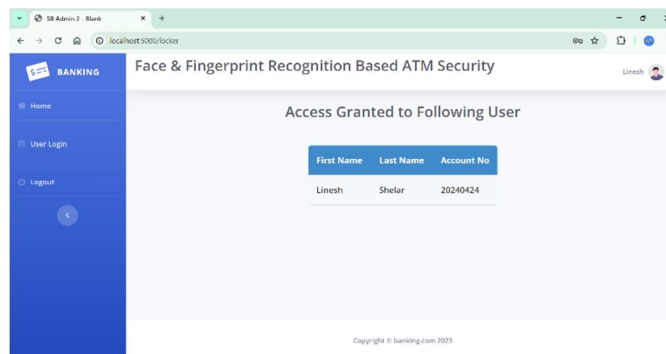 SB Admin 2 - Blank
localhost:5000/locker
BANKING
Face & Fingerprint Recognition Based ATM Security
Linesh
Home
User Login
Logout
Access Granted to Following User
First Name Last Name Account No
Linesh Shelar 20240424
Copyright © banking.com 2023